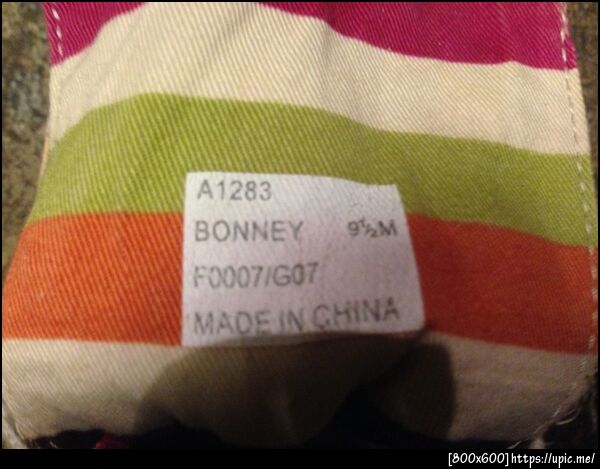 A1283
BONNEY 9½M
F0007/G07
MADE IN CHINA
[800x600]https://upic.me/